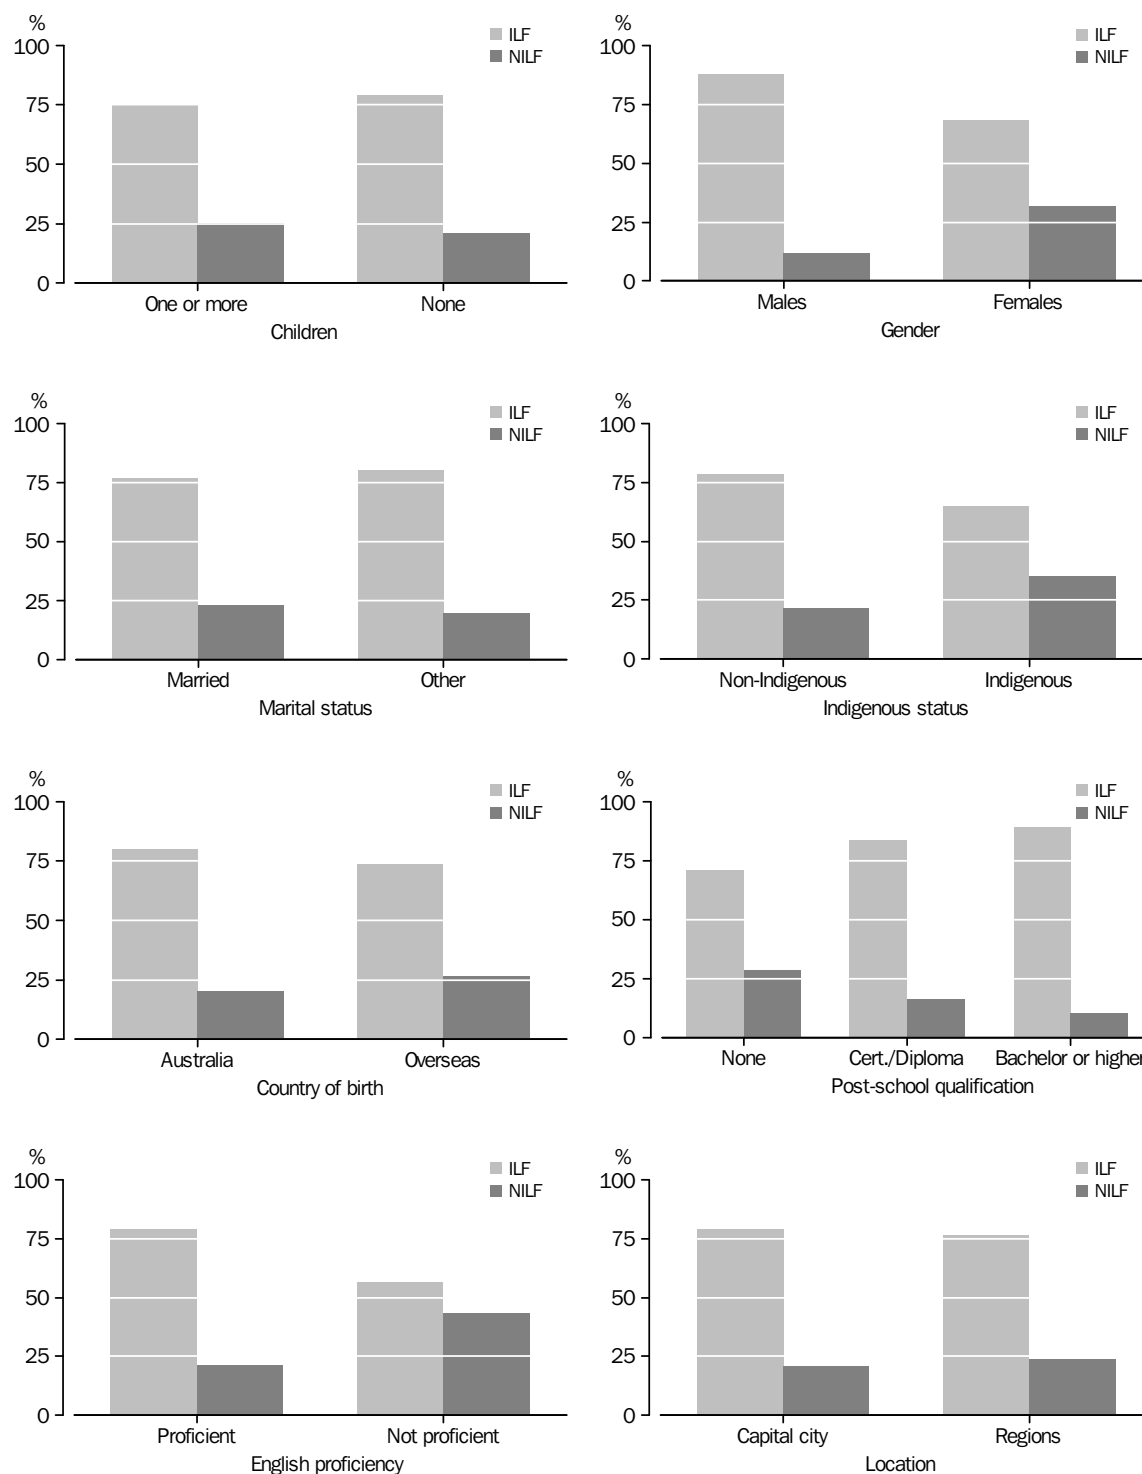 %
100
75
50
25
0
ILF
NILF
One or more None
Children
%
100
75
50
25
0
ILF
NILF
Males Females
Gender
%
100
75
50
25
0
ILF
NILF
Married Other
Marital status
%
100
75
50
25
0
ILF
NILF
Non-Indigenous Indigenous
Indigenous status
%
100
75
50
25
0
ILF
NILF
Australia Overseas
Country of birth
%
100
75
50
25
0
ILF
NILF
None Cert./Diploma Bachelor or higher
Post-school qualification
%
100
75
50
25
0
ILF
NILF
Proficient Not proficient
English proficiency
%
100
75
50
25
0
ILF
NILF
Capital city Regions
Location